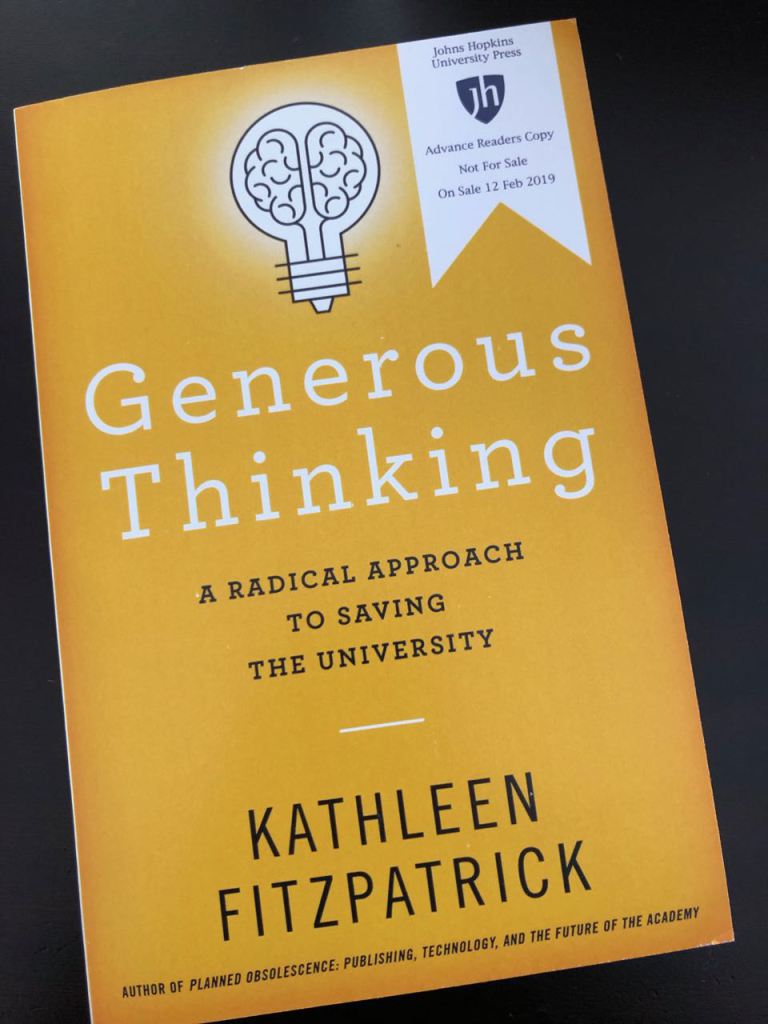 Johns Hopkins
University Press
jh
Advance Readers Copy
Not For Sale
On Sale 12 Feb 2019
Generous
Thinking
A RADICAL APPROACH
TO SAVING
THE UNIVERSITY
KATHLEEN
FITZPATRICK
AUTHOR OF PLANNED OBSOLESCENCE: PUBLISHING, TECHNOLOGY, AND THE FUTURE OF THE ACADEMY